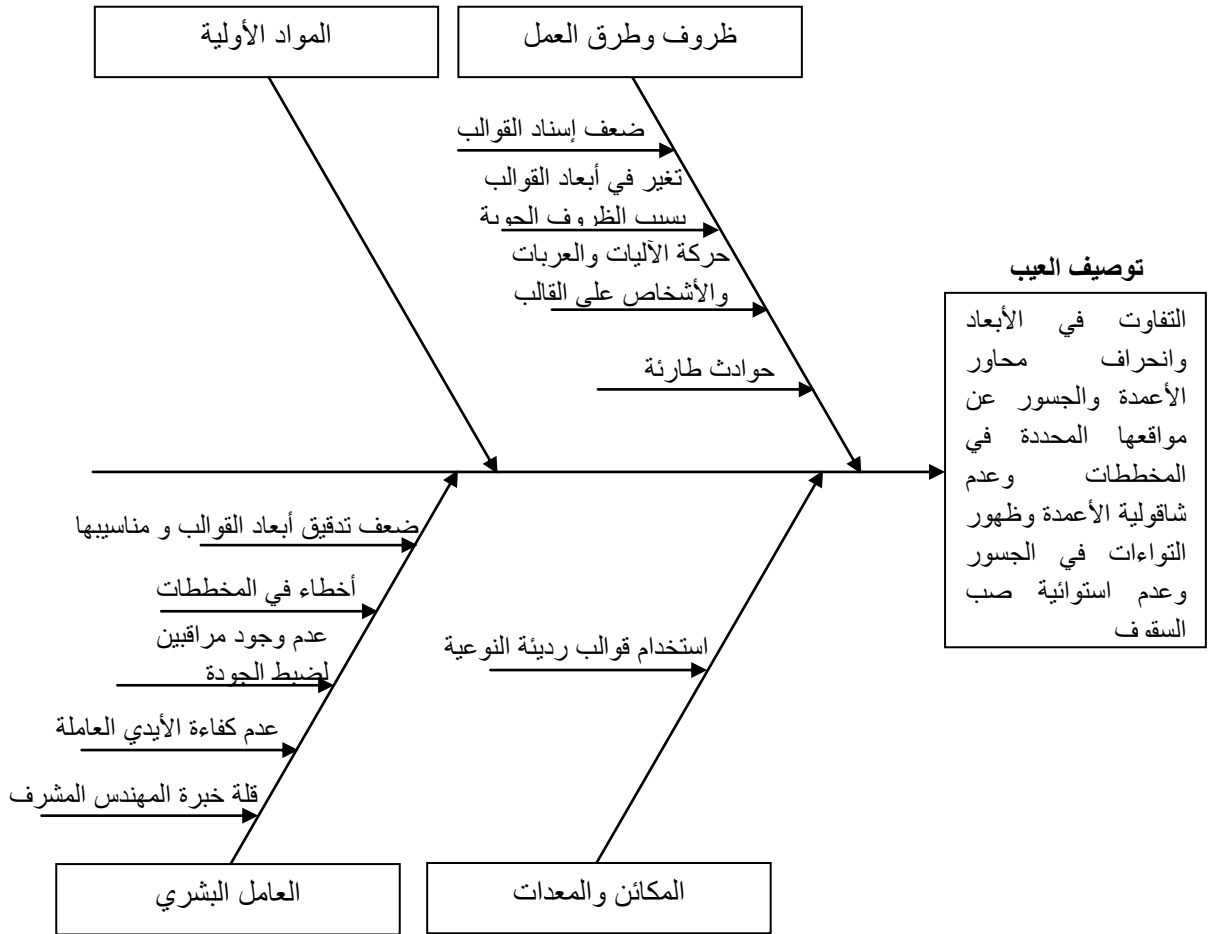 المواد الأولية
ظروف وطرق العمل
ضعف إسناد القوالب
تغير في أبعاد القوالب
بسبب الظروف الجوية
حركة الآليات والعربات
والأشخاص على القالب
حوادث طارئة
توصيف العيب
التفاوت في الأبعاد
وانحراف محاور
الأعمدة والجسور عن
مواقعها المحددة في
المخططات وعدم
شاقولية الأعمدة وظهور
التواءات في الجسور
وعدم استوائية صب
السقوف
ضعف تدقيق أبعاد القوالب و مناسيبها
أخطاء في المخططات
عدم وجود مراقبين
لضبط الجودة
عدم كفاءة الأيدي العاملة
قلة خبرة المهندس المشرف
استخدام قوالب رديئة النوعية
العامل البشري
المكائن والمعدات